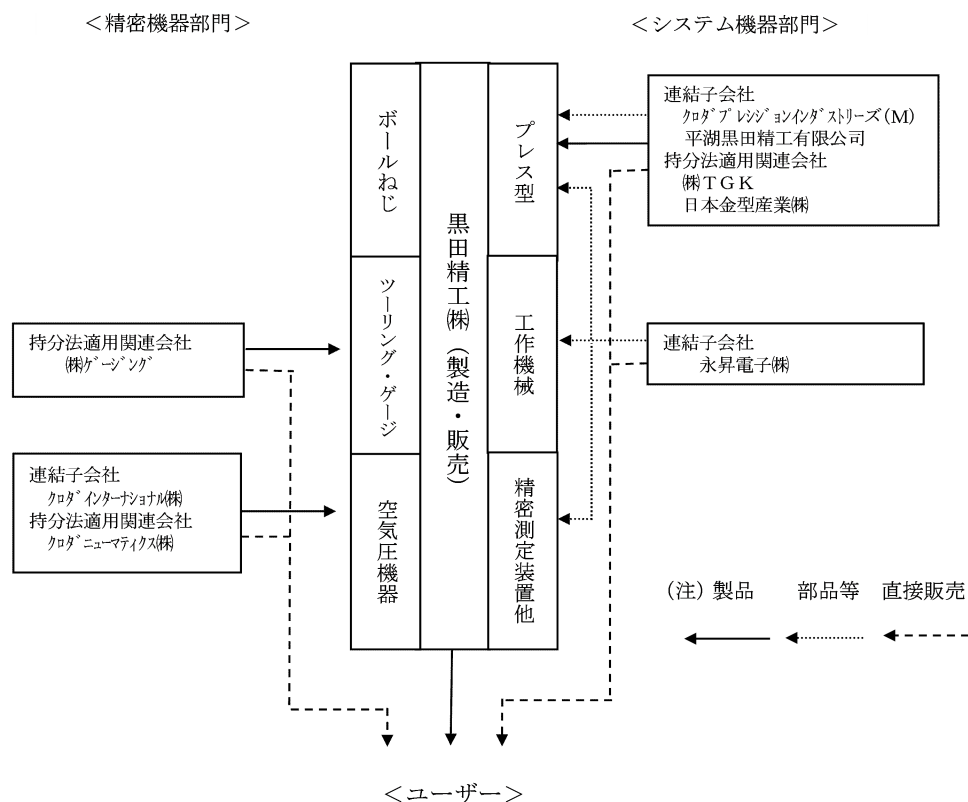 ＜精密機器部門＞
＜システム機器部門＞
ボールねじ
ツーリング・ゲージ
空気圧機器
黒田精工㈱（製造・販売）
プレス型
工作機械
精密測定装置他
連結子会社
ｸﾛﾀﾞﾌﾟﾚｼｼﾞｮﾝｲﾝﾀﾞｽﾄﾘｰｽﾞ(M)
平湖黒田精工有限公司
持分法適用関連会社
㈱ＴＧＫ
日本金型産業㈱
持分法適用関連会社
㈱ｹﾞｰｼﾞﾝｸﾞ
連結子会社
永昇電子㈱
連結子会社
ｸﾛﾀﾞｲﾝﾀｰﾅｼｮﾅﾙ㈱
持分法適用関連会社
ｸﾛﾀﾞﾆｭｰﾏﾃｨｸｽ㈱
(注) 製品　部品等　直接販売
＜ユーザー＞